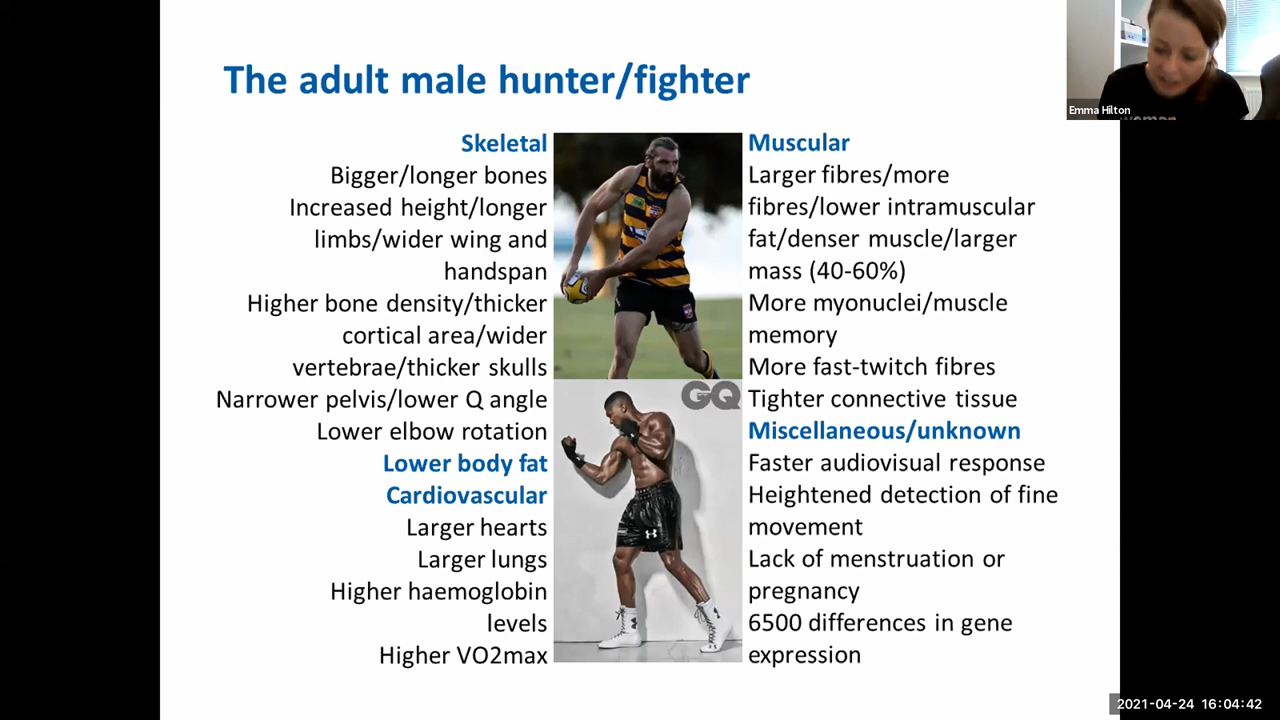 The adult male hunter/fighter
Skeletal
Bigger/longer bones
Increased height/longer
limbs/wider wing and
handspan
Higher bone density/thicker
cortical area/wider
vertebrae/thicker skulls
Narrower pelvis/lower Q angle
Lower elbow rotation
Lower body fat
Cardiovascular
Larger hearts
Larger lungs
Higher haemoglobin
levels
Higher VO2max
GQ
Muscular
Larger fibres/more
fibres/lower intramuscular
fat/denser muscle/larger
mass (40-60%)
More myonuclei/muscle
memory
More fast-twitch fibres
Tighter connective tissue
Miscellaneous/unknown
Faster audiovisual response
Heightened detection of fine
movement
Lack of menstruation or
pregnancy
6500 differences in gene
expression
Emma Hilton
woman
2021-04-24 16:04:42